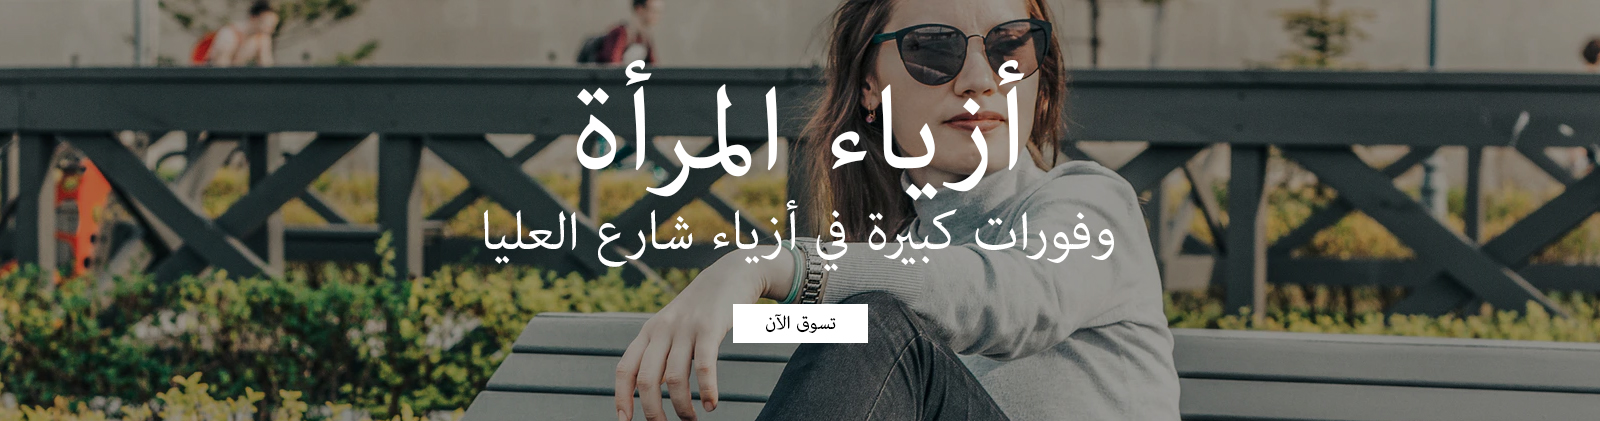 أزياء المرأة
وفورات كبيرة في أزياء شارع العليا
تسوق الآن